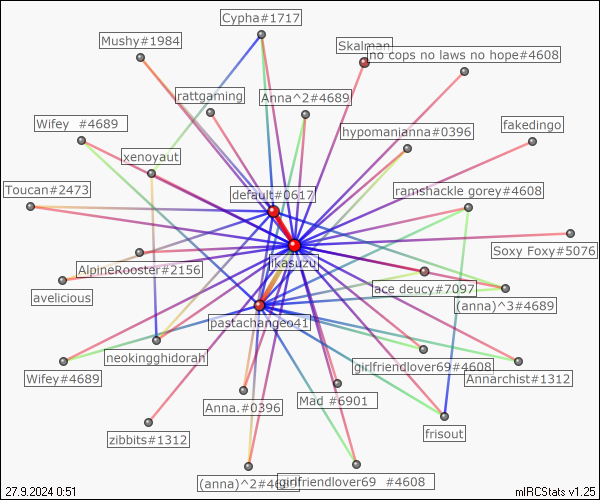 Cypha#1717
Mushy#1984
Skalman
no cops no laws no hope#4608
rattgaming
Anna^2#4689
Wifey  #4689
hypomanianna#0396
fakedingo
xenoyaut
Toucan#2473
default#0617
ramshackle gorey#4608
Soxy Foxy#5076
likasuzu
AlpineRooster#2156
ace deucy#7097
avelicious
(anna)^3#4689
pastachangeo41
neokingghidorah
girlfriendlover69#4608
Wifey#4689
Annarchist#1312
Anna.#0396
Mad #6901
zibbits#1312
frisout
(anna)^2#4689
girlfriendlover69  #4608
27.9.2024 0:51
mIRCStats v1.25